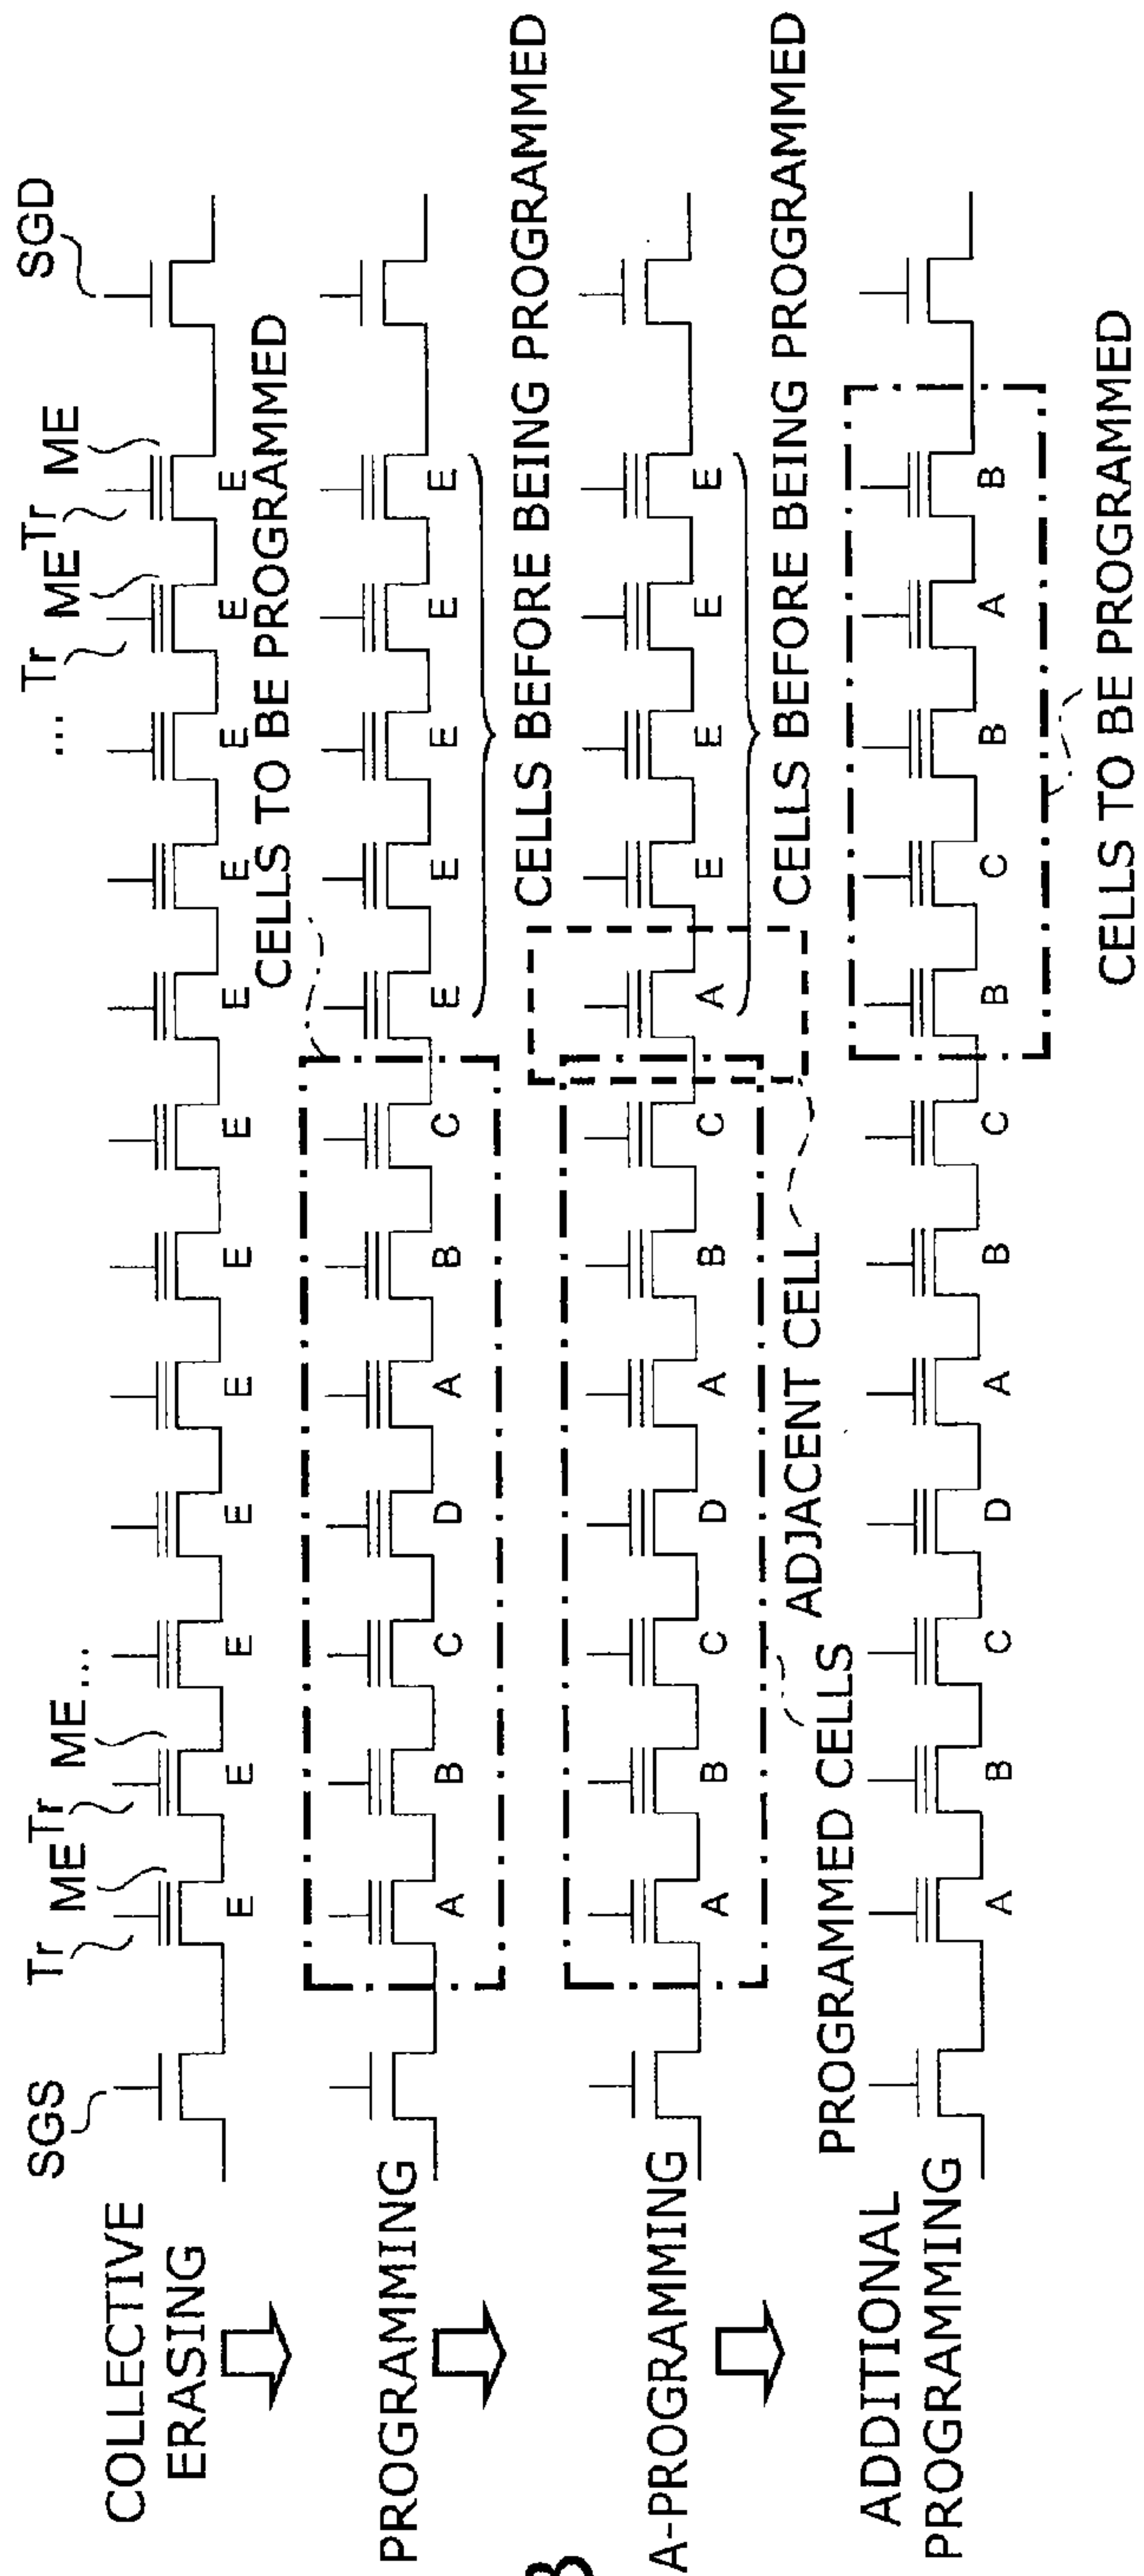 SGS
Tr ME Tr ME ...
... Tr ME Tr ME
SGD
COLLECTIVE
ERASING
E E E E E E E E E E E E
CELLS TO BE PROGRAMMED
PROGRAMMING
A B C D A B C E E E E E
CELLS BEFORE BEING PROGRAMMED
3
A-PROGRAMMING
A B C D A B C A E E E E
CELLS BEFORE BEING PROGRAMMED
ADJACENT CELL
PROGRAMMED CELLS
ADDITIONAL
PROGRAMMING
A B C D A B C B C B A B
CELLS TO BE PROGRAMMED